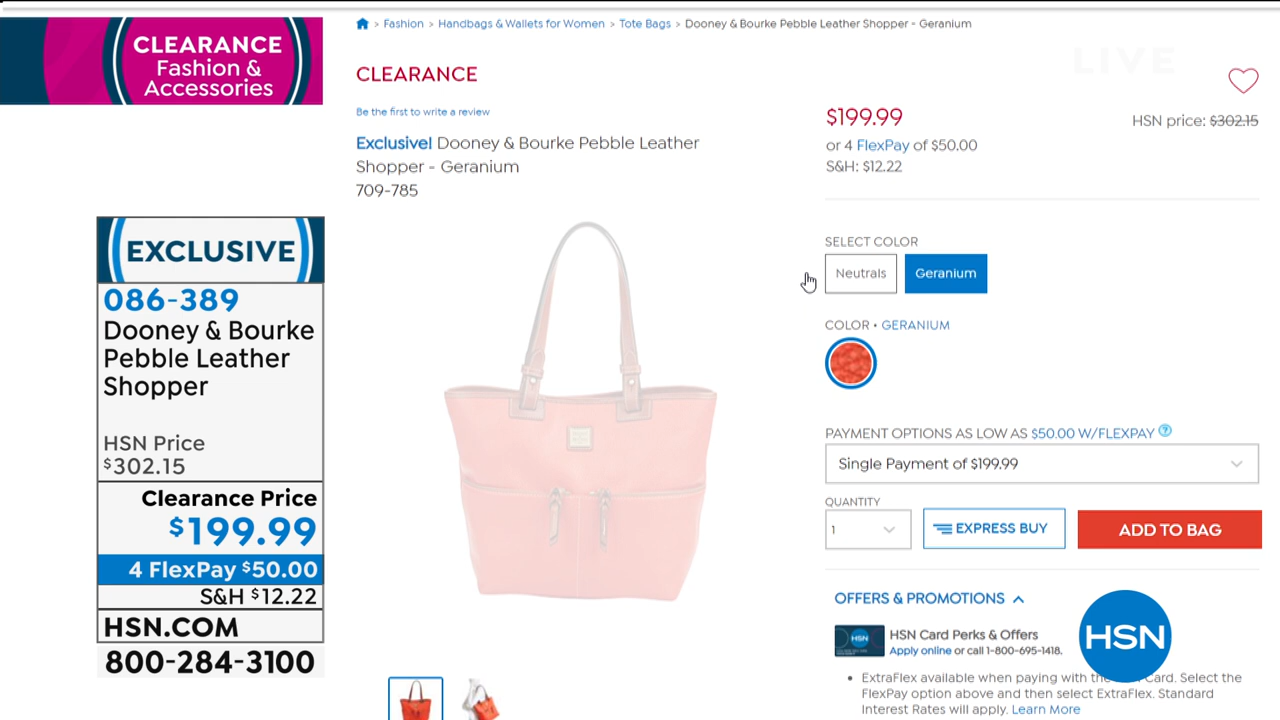 CLEARANCE
Fashion &
Accessories
Fashion > Handbags & Wallets for Women > Tote Bags > Dooney & Bourke Pebble Leather Shopper - Geranium
LIVE
CLEARANCE
Be the first to write a review
Exclusive! Dooney & Bourke Pebble Leather
Shopper - Geranium
709-785
$199.99
HSN price: $302.15
or 4 FlexPay of $50.00
S&H: $12.22
EXCLUSIVE
086-389
Dooney & Bourke
Pebble Leather
Shopper
HSN Price
$302.15
Clearance Price
$199.99
4 FlexPay $50.00
S&H $12.22
HSN.COM
800-284-3100
SELECT COLOR
Neutrals
Geranium
COLOR • GERANIUM
PAYMENT OPTIONS AS LOW AS $50.00 W/FLEXPAY ?
Single Payment of $199.99
QUANTITY
1
EXPRESS BUY
ADD TO BAG
OFFERS & PROMOTIONS
HSN
HSN Card Perks & Offers
Apply online or call 1-800-695-1418.
HSN
• ExtraFlex available when paying with the Card. Select the
FlexPay option above and then select ExtraFlex. Standard
Interest Rates will apply. Learn More